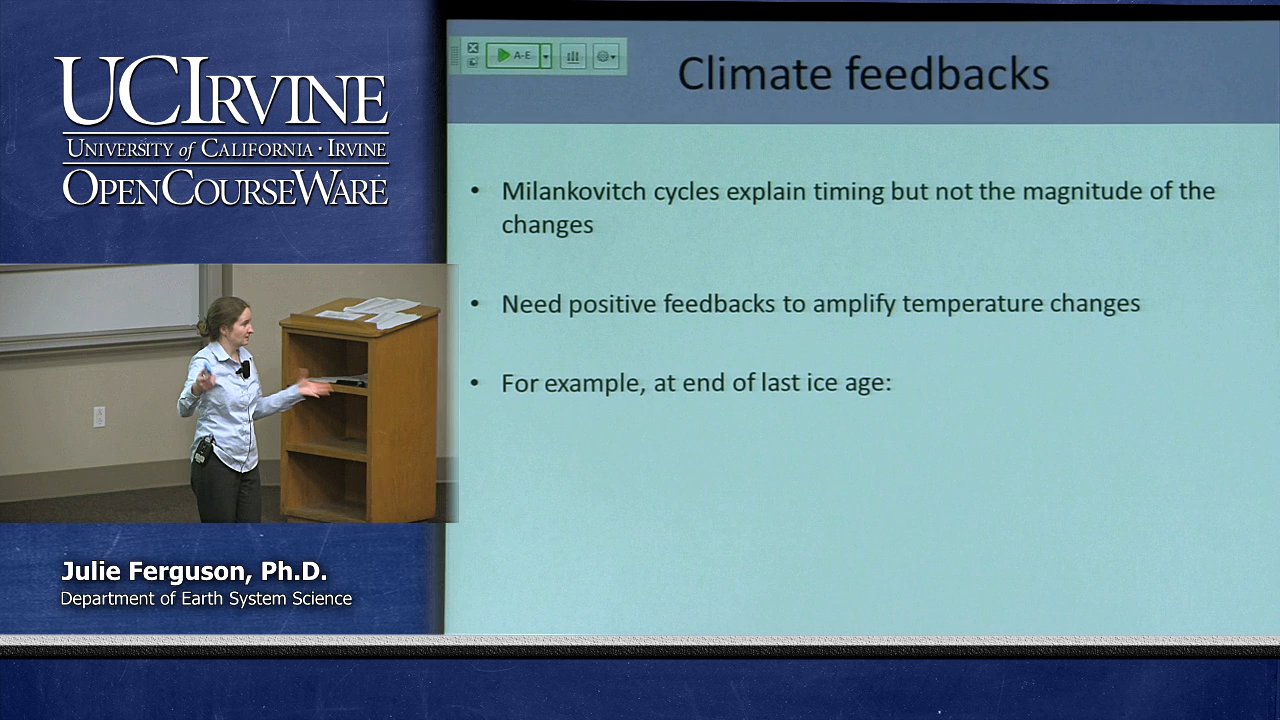 UCIRVINE
UNIVERSITY of CALIFORNIA · IRVINE
OPENCOURSEWARE
A-E
Climate feedbacks
• Milankovitch cycles explain timing but not the magnitude of the
changes
• Need positive feedbacks to amplify temperature changes
• For example, at end of last ice age:
Julie Ferguson, Ph.D.
Department of Earth System Science